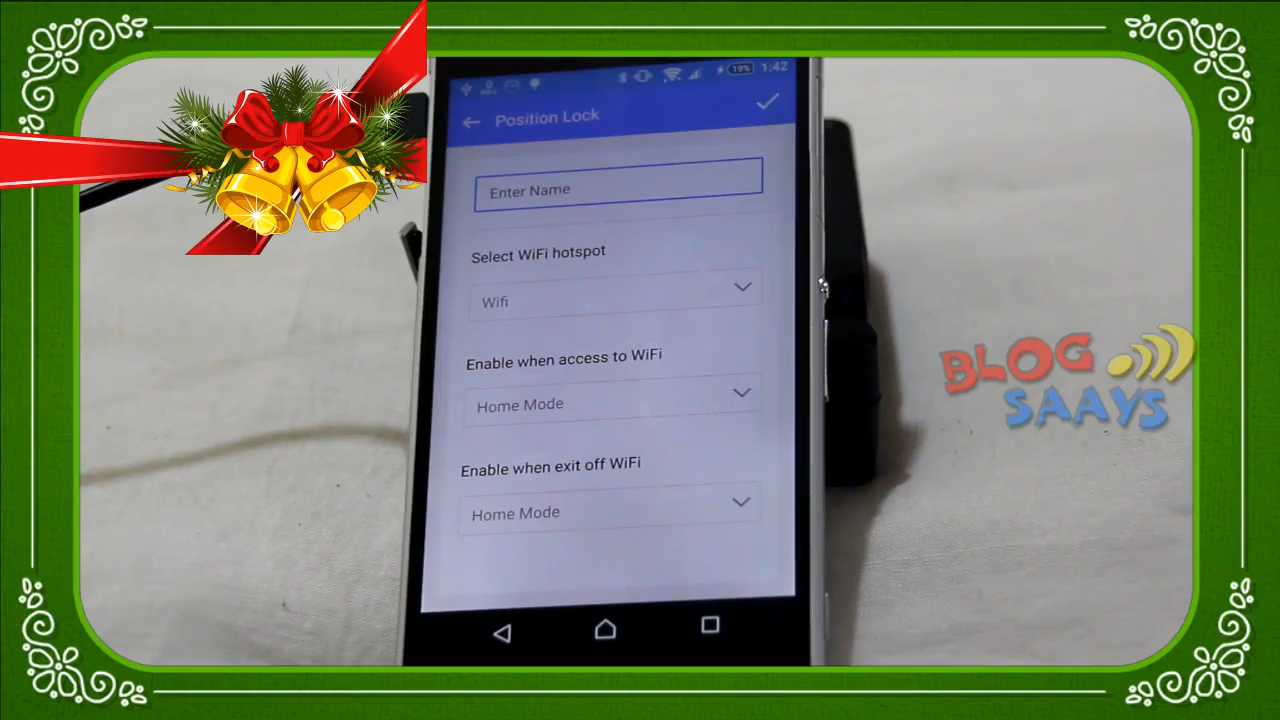 19% 1:42
Position Lock
Enter Name
Select WiFi hotspot
Wifi
Enable when access to WiFi
Home Mode
Enable when exit off WiFi
Home Mode
BLOG
SAAYS